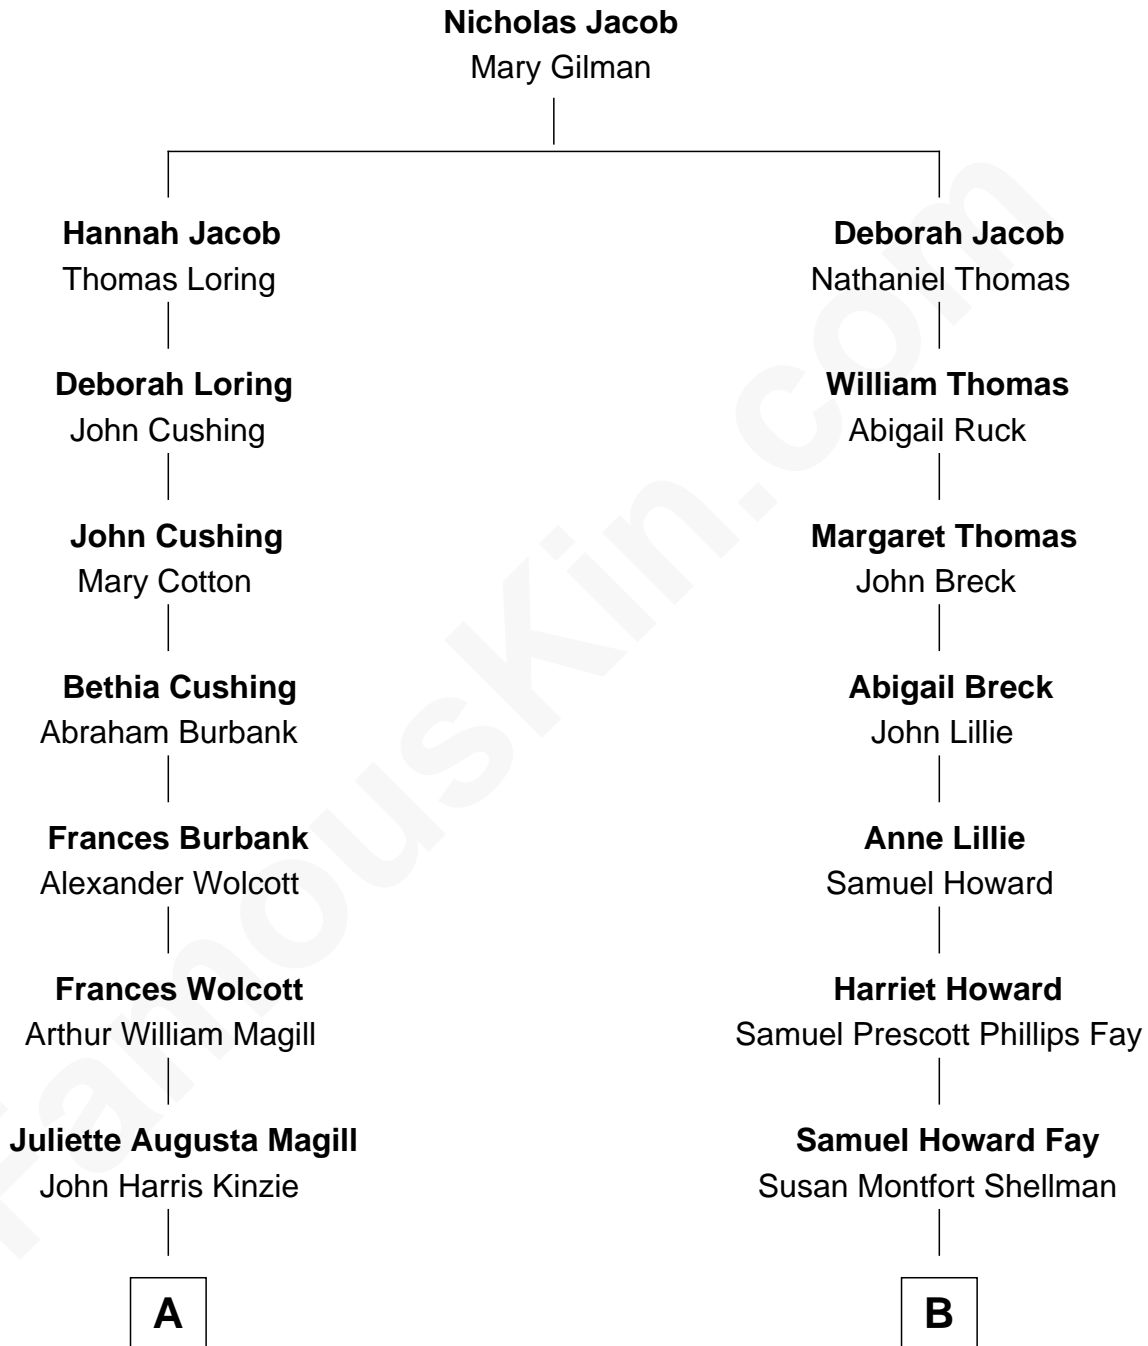 Nicholas Jacob
Mary Gilman
Hannah Jacob
Thomas Loring
Deborah Jacob
Nathaniel Thomas
Deborah Loring
John Cushing
William Thomas
Abigail Ruck
John Cushing
Mary Cotton
Margaret Thomas
John Breck
Bethia Cushing
Abraham Burbank
Abigail Breck
John Lillie
Frances Burbank
Alexander Wolcott
Anne Lillie
Samuel Howard
Frances Wolcott
Arthur William Magill
Harriet Howard
Samuel Prescott Phillips Fay
Juliette Augusta Magill
John Harris Kinzie
Samuel Howard Fay
Susan Montfort Shellman
A
B
FamousKin.com